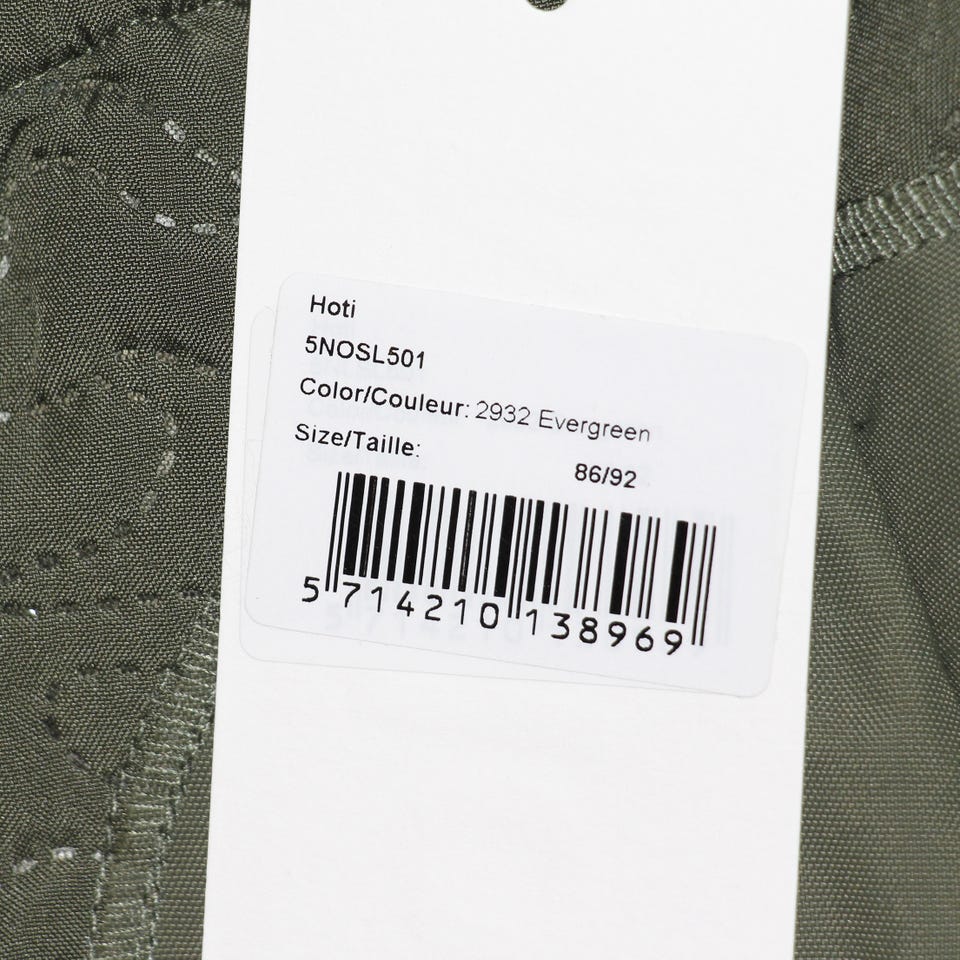 Hoti
5NOSL501
Color/Couleur: 2932 Evergreen
Size/Taille:
86/92
5 714210 138969